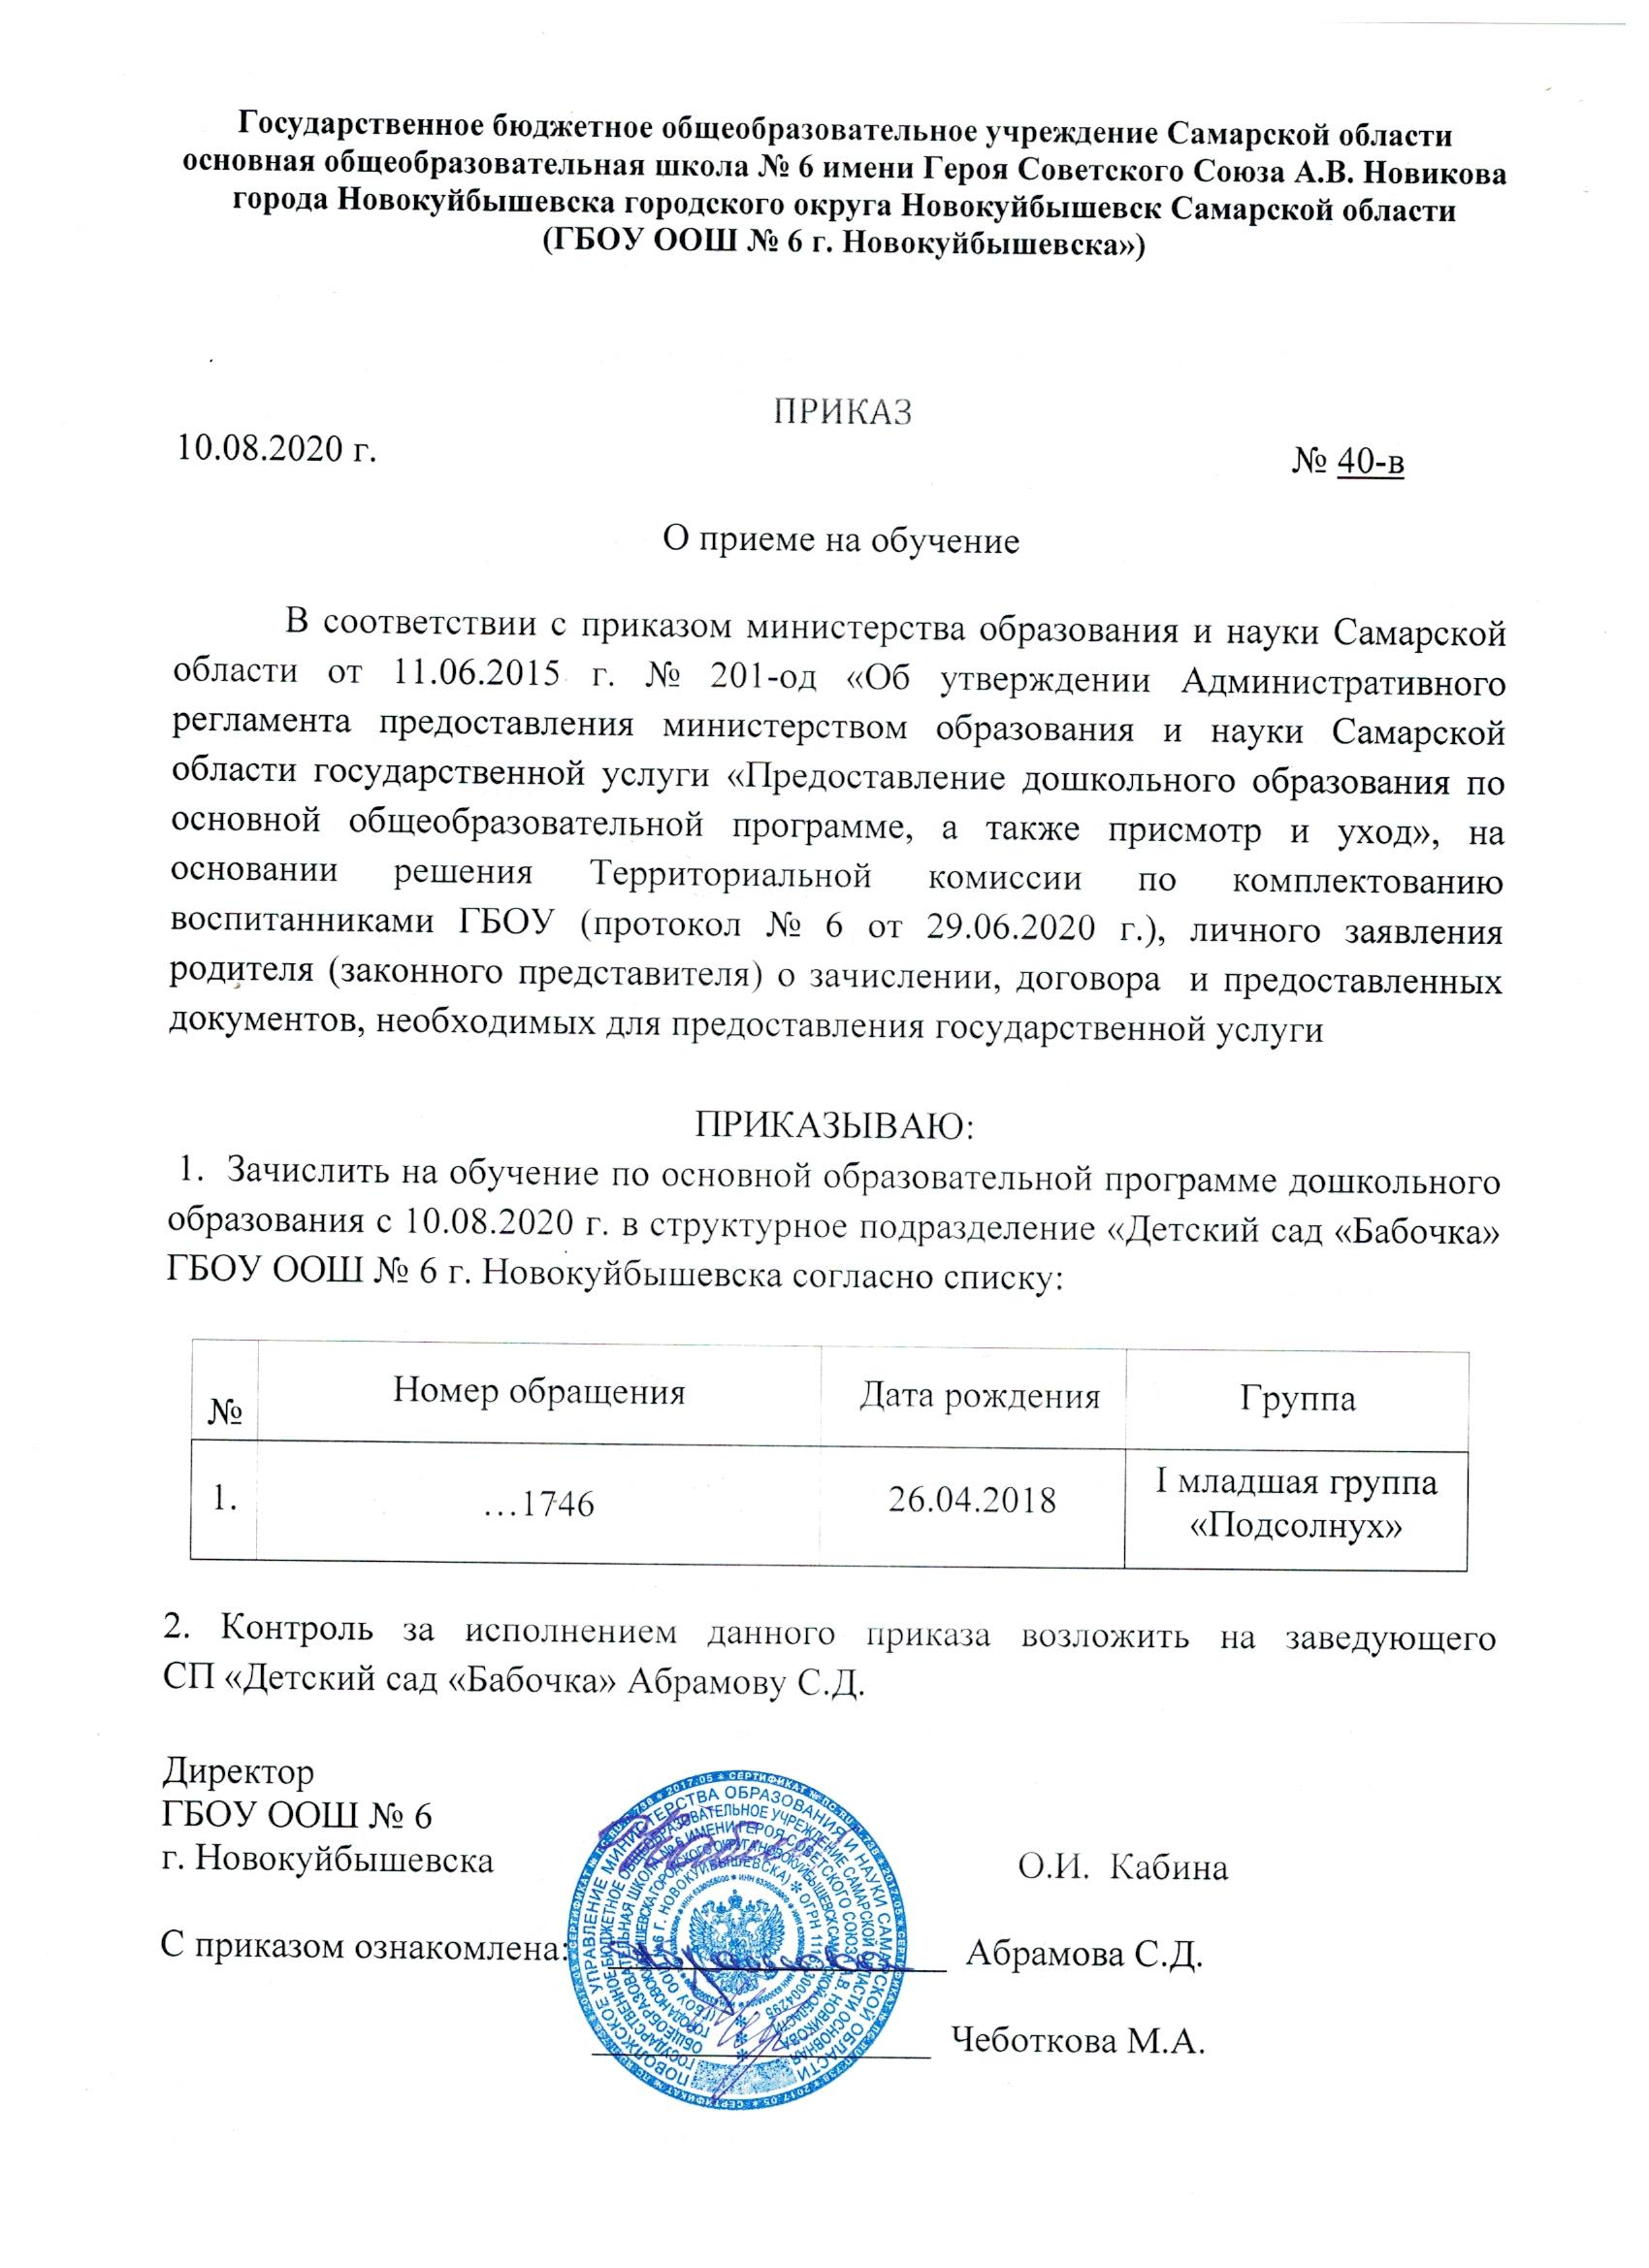 Государственное бюджетное общеобразовательное учреждение Самарской области
основная общеобразовательная школа № 6 имени Героя Советского Союза А.В. Новикова
города Новокуйбышевска городского округа Новокуйбышевск Самарской области
(ГБОУ ООШ № 6 г. Новокуйбышевска»)
ПРИКАЗ
10.08.2020 г.
№ 40-в
О приеме на обучение
В соответствии с приказом министерства образования и науки Самарской
области от 11.06.2015 г. № 201-од «Об утверждении Административного
регламента предоставления министерством образования и науки Самарской
области государственной услуги «Предоставление дошкольного образования по
основной общеобразовательной программе, а также присмотр и уход», на
основании решения Территориальной комиссии по комплектованию
воспитанниками ГБОУ (протокол № 6 от 29.06.2020 г.), личного заявления
родителя (законного представителя) о зачислении, договора и предоставленных
документов, необходимых для предоставления государственной услуги
ПРИКАЗЫВАЮ:
1. Зачислить на обучение по основной образовательной программе дошкольного
образования с 10.08.2020 г. в структурное подразделение «Детский сад «Бабочка»
ГБОУ ООШ № 6 г. Новокуйбышевска согласно списку:
№ Номер обращения Дата рождения Группа
1. …1746 26.04.2018 I младшая группа
«Подсолнух»
2. Контроль за исполнением данного приказа возложить на заведующего
СП «Детский сад «Бабочка» Абрамову С.Д.
Директор
ГБОУ ООШ № 6
г. Новокуйбышевска О.И. Кабина
С приказом ознакомлена: Абрамова С.Д.
Чеботкова М.А.
ПОВОЛЖСКОЕ УПРАВЛЕНИЕ МИНИСТЕРСТВА ОБРАЗОВАНИЯ И НАУКИ САМАРСКОЙ ОБЛАСТИ